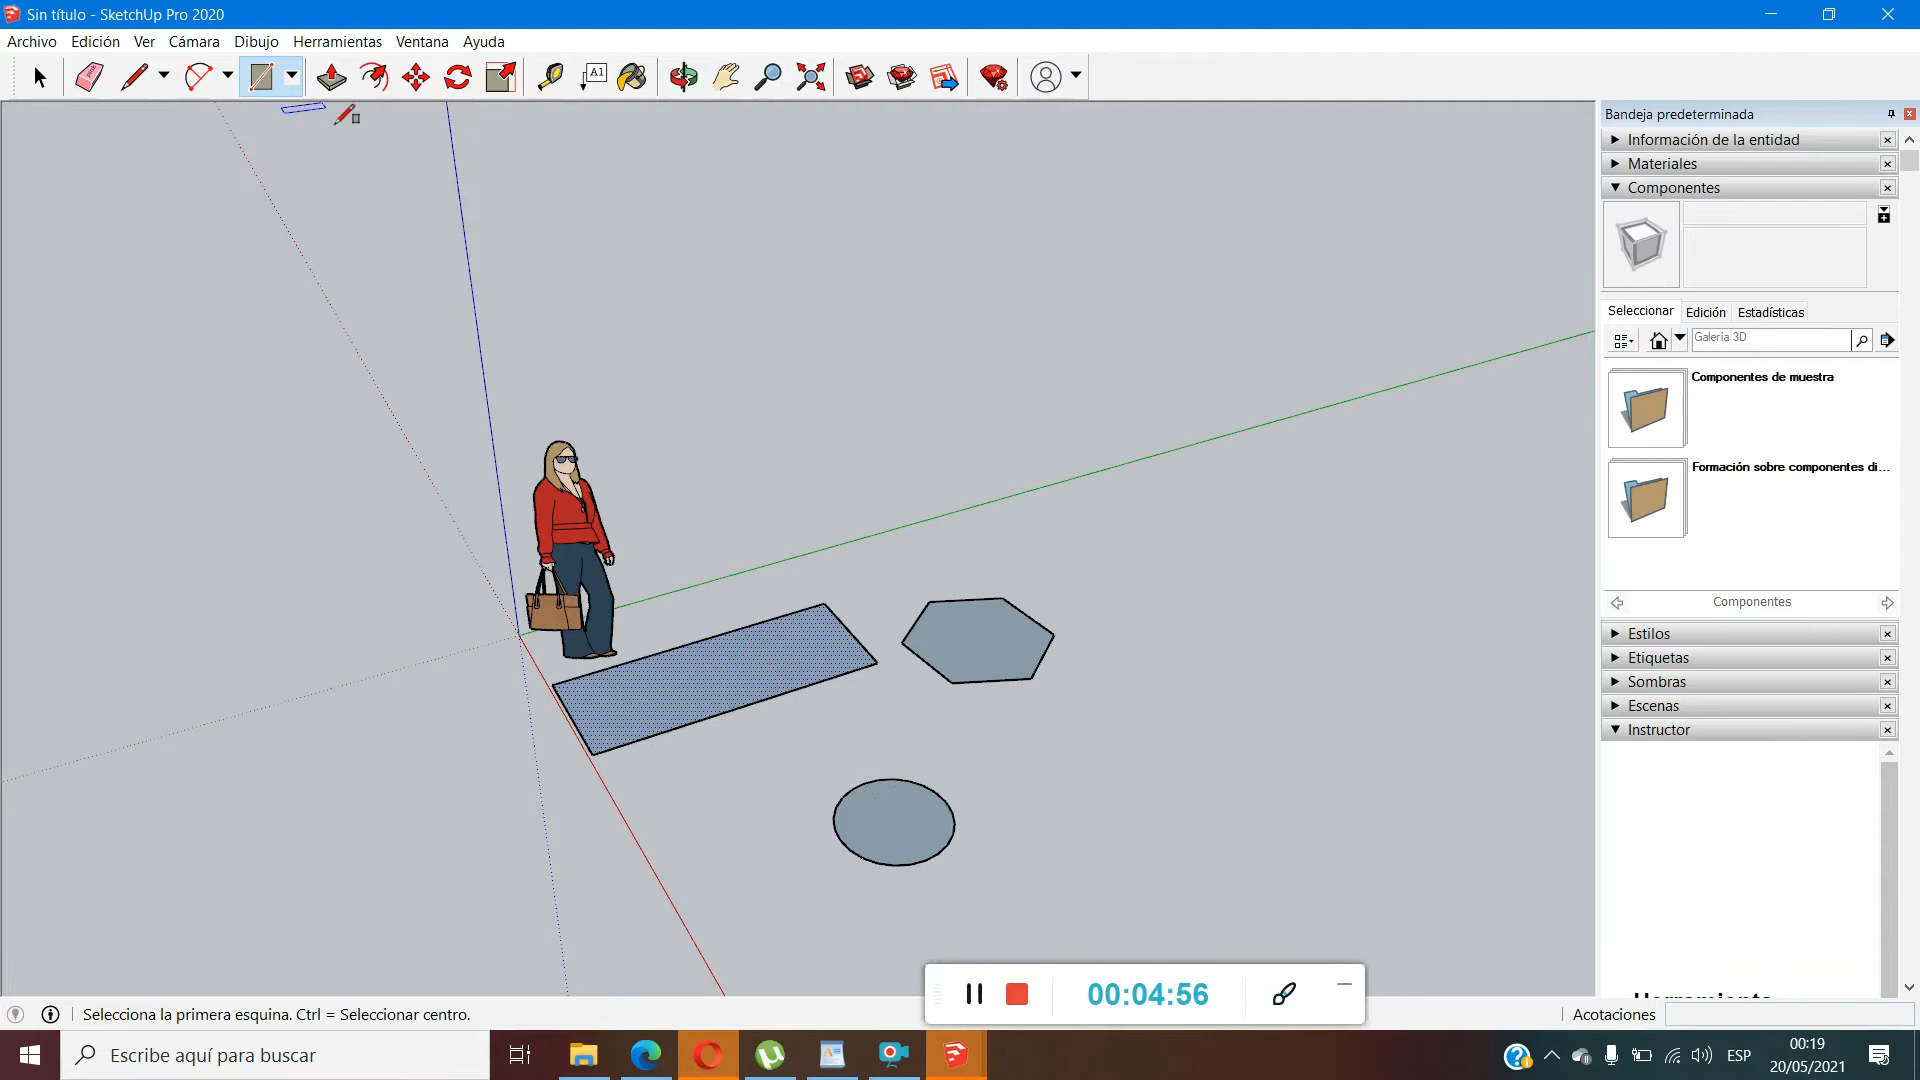 Sin título - SketchUp Pro 2020
Archivo Edición Ver Cámara Dibujo Herramientas Ventana Ayuda
A1
Bandeja predeterminada
Información de la entidad
Materiales
Componentes
Seleccionar Edición Estadísticas
Galería 3D
Componentes de muestra
Formación sobre componentes di...
Componentes
Estilos
Etiquetas
Sombras
Escenas
Instructor
00:04:56
Selecciona la primera esquina. Ctrl = Seleccionar centro.
Acotaciones
Escribe aquí para buscar
ESP
00:19
20/05/2021